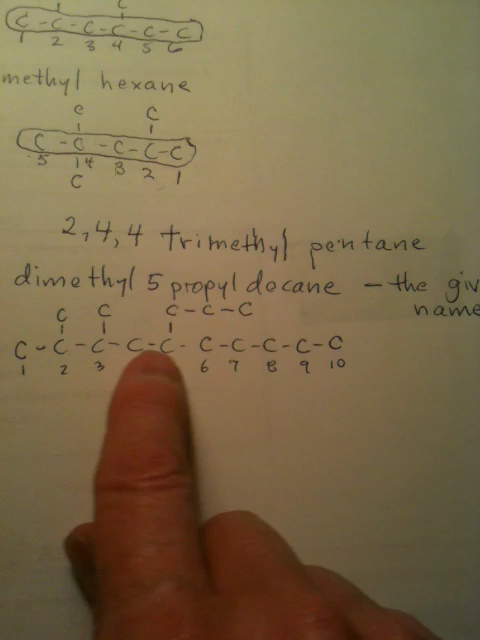 C
C - C - C - C - C - C
1 2 3 4 5 6
methyl hexane
C C
C - C - C - C - C
5 4 3 2 1
C
2,4,4 trimethyl pentane
dimethyl 5 propyl decane - the giv
name
C C C - C - C
C - C - C - C - C - C - C - C - C - C
1 2 3 6 7 8 9 10